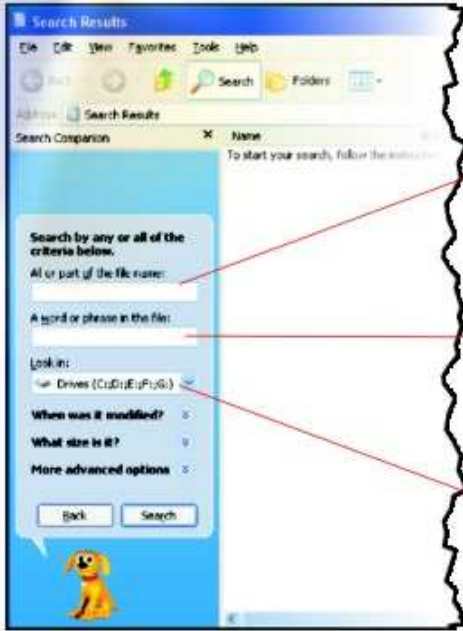 Search Results
File Edit View Favorites Tools Help
Back Search Folders
Address Search Results
Search Companion × Name
To start your search, follow the
Search by any or all of the
criteria below.
All or part of the file name:
A word or phrase in the file:
Look in:
Drives (C:;D:;E:;F:;G:)
When was it modified?
What size is it?
More advanced options
Back Search